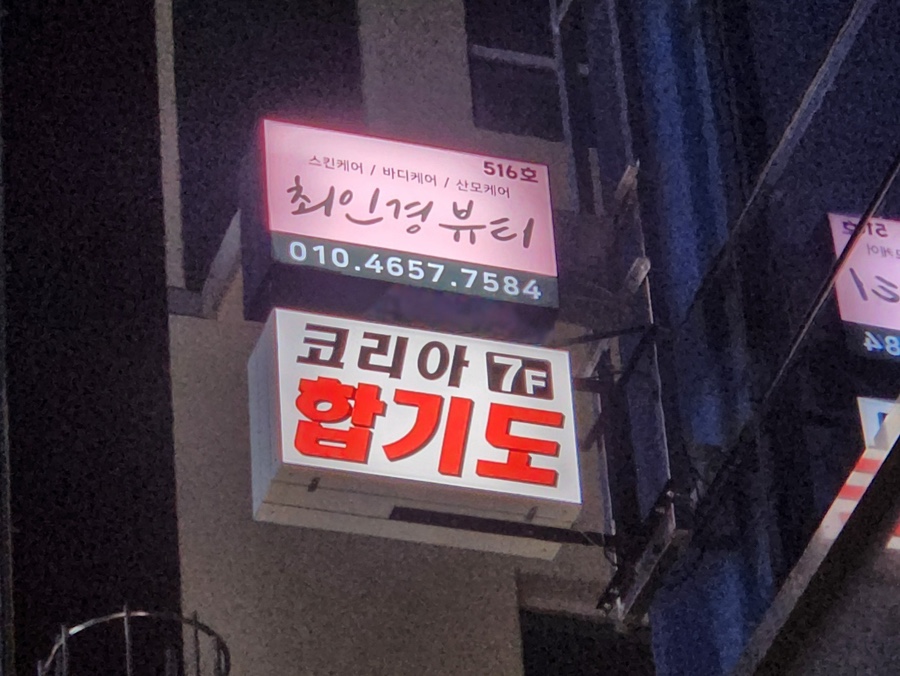 516호
스킨케어 / 바디케어 / 산모케어
최인경 뷰터
010.4657.7584
코리아 7F
합기도